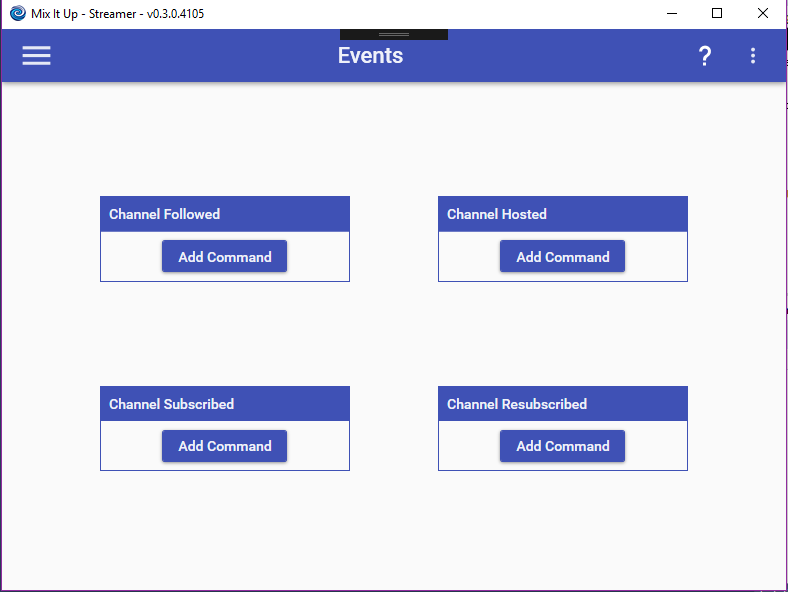 Mix It Up - Streamer - v0.3.0.4105
Events
?
Channel Followed
Channel Hosted
Add Command
Add Command
Channel Subscribed
Channel Resubscribed
Add Command
Add Command